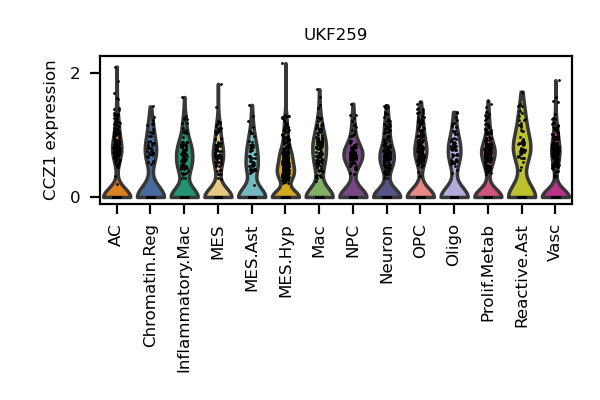 UKF259
CCZ1 expression
2
0
AC
Chromatin.Reg
Inflammatory.Mac
MES
MES.Ast
MES.Hyp
Mac
NPC
Neuron
OPC
Oligo
Prolif.Metab
Reactive.Ast
Vasc